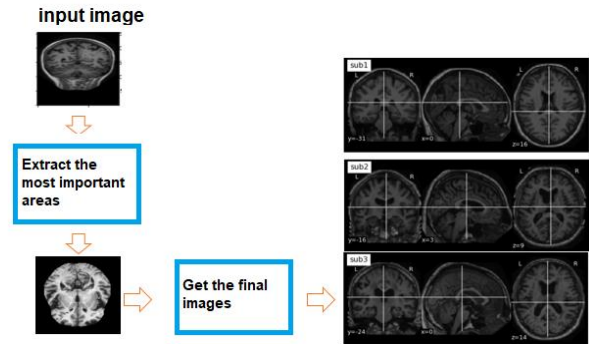 input image
Extract the
most important
areas
Get the final
images
sub1
L R L R
y=-31 x=0 z=16
sub2
L R L R
y=-16 x=3 z=9
sub3
L R L R
y=-24 x=0 z=14